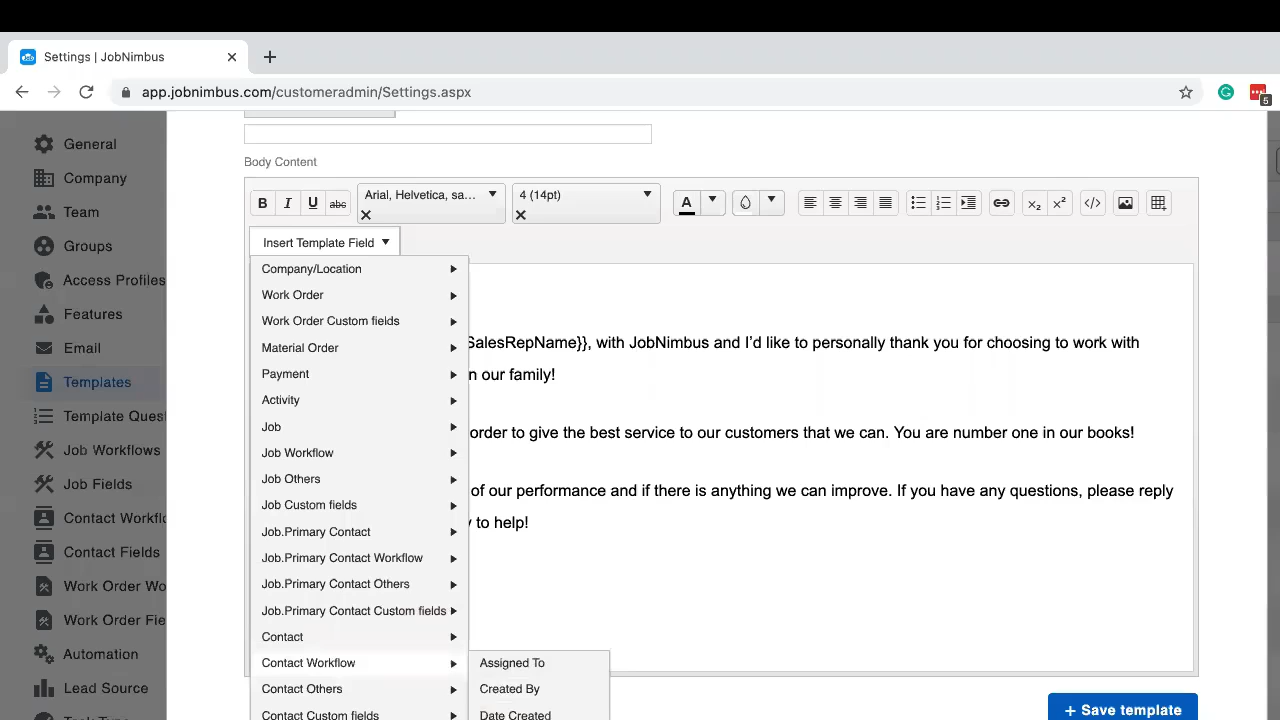 Settings | JobNimbus
app.jobnimbus.com/customeradmin/Settings.aspx
5
General
Company
Team
Groups
Access Profiles
Features
Email
Templates
Template Ques
Job Workflows
Job Fields
Contact Workfl
Contact Fields
Work Order Wo
Work Order Fie
Automation
Lead Source
Body Content
B I U abc
Arial, Helvetica, sa...
4 (14pt)
A
Insert Template Field
Company/Location
Work Order
Work Order Custom fields
Material Order
Payment
Activity
Job
Job Workflow
Job Others
Job Custom fields
Job.Primary Contact
Job.Primary Contact Workflow
Job.Primary Contact Others
Job.Primary Contact Custom fields
Contact
Contact Workflow
Contact Others
Contact Custom fields
Assigned To
Created By
Date Created
SalesRepName}}, with JobNimbus and I’d like to personally thank you for choosing to work with
n our family!
order to give the best service to our customers that we can. You are number one in our books!
of our performance and if there is anything we can improve. If you have any questions, please reply
y to help!
+ Save template